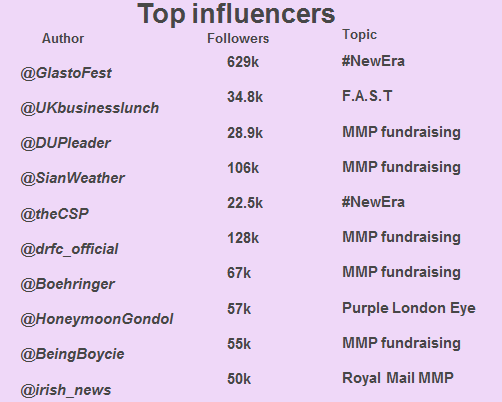 Top influencers
Author Followers Topic
@GlastoFest 629k #NewEra
@UKbusinesslunch 34.8k F.A.S.T
@DUPleader 28.9k MMP fundraising
@SianWeather 106k MMP fundraising
@theCSP 22.5k #NewEra
@drfc_official 128k MMP fundraising
@Boehringer 67k MMP fundraising
@HoneymoonGondol 57k Purple London Eye
@BeingBoycie 55k MMP fundraising
@irish_news 50k Royal Mail MMP